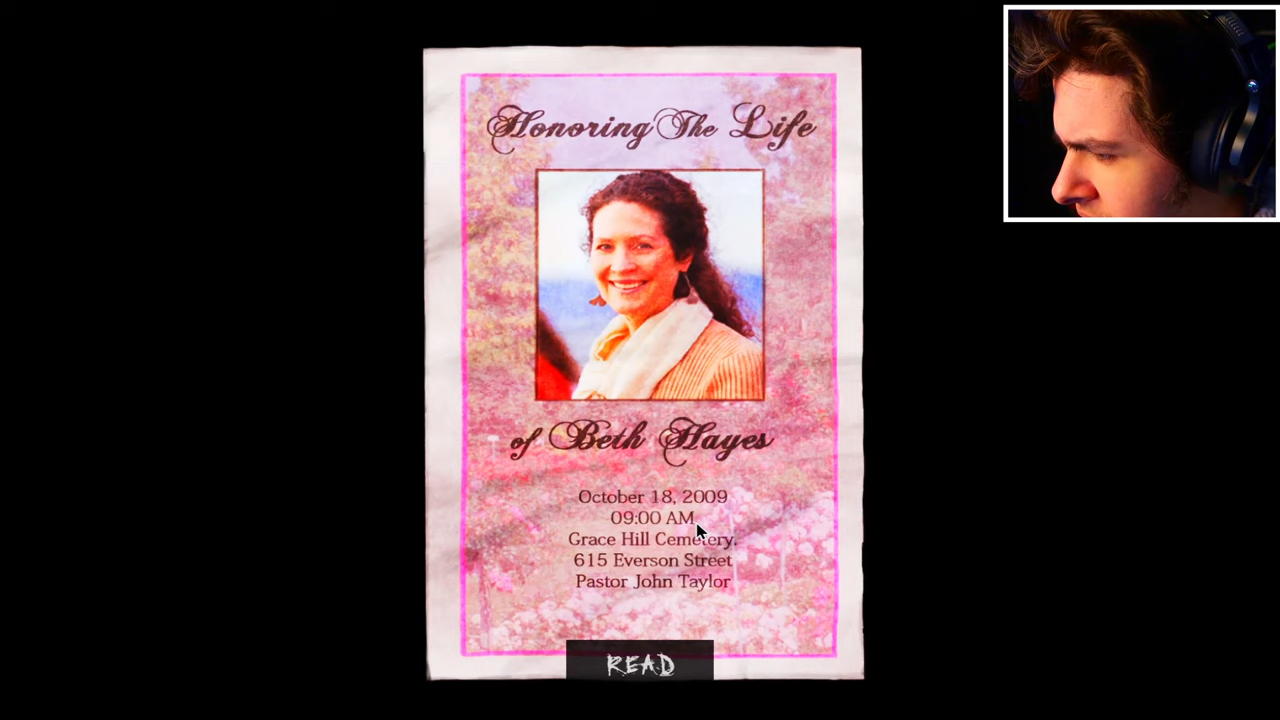 Honoring The Life
of Beth Hayes
October 18, 2009
09:00 AM
Grace Hill Cemetery.
615 Everson Street
Pastor John Taylor
READ